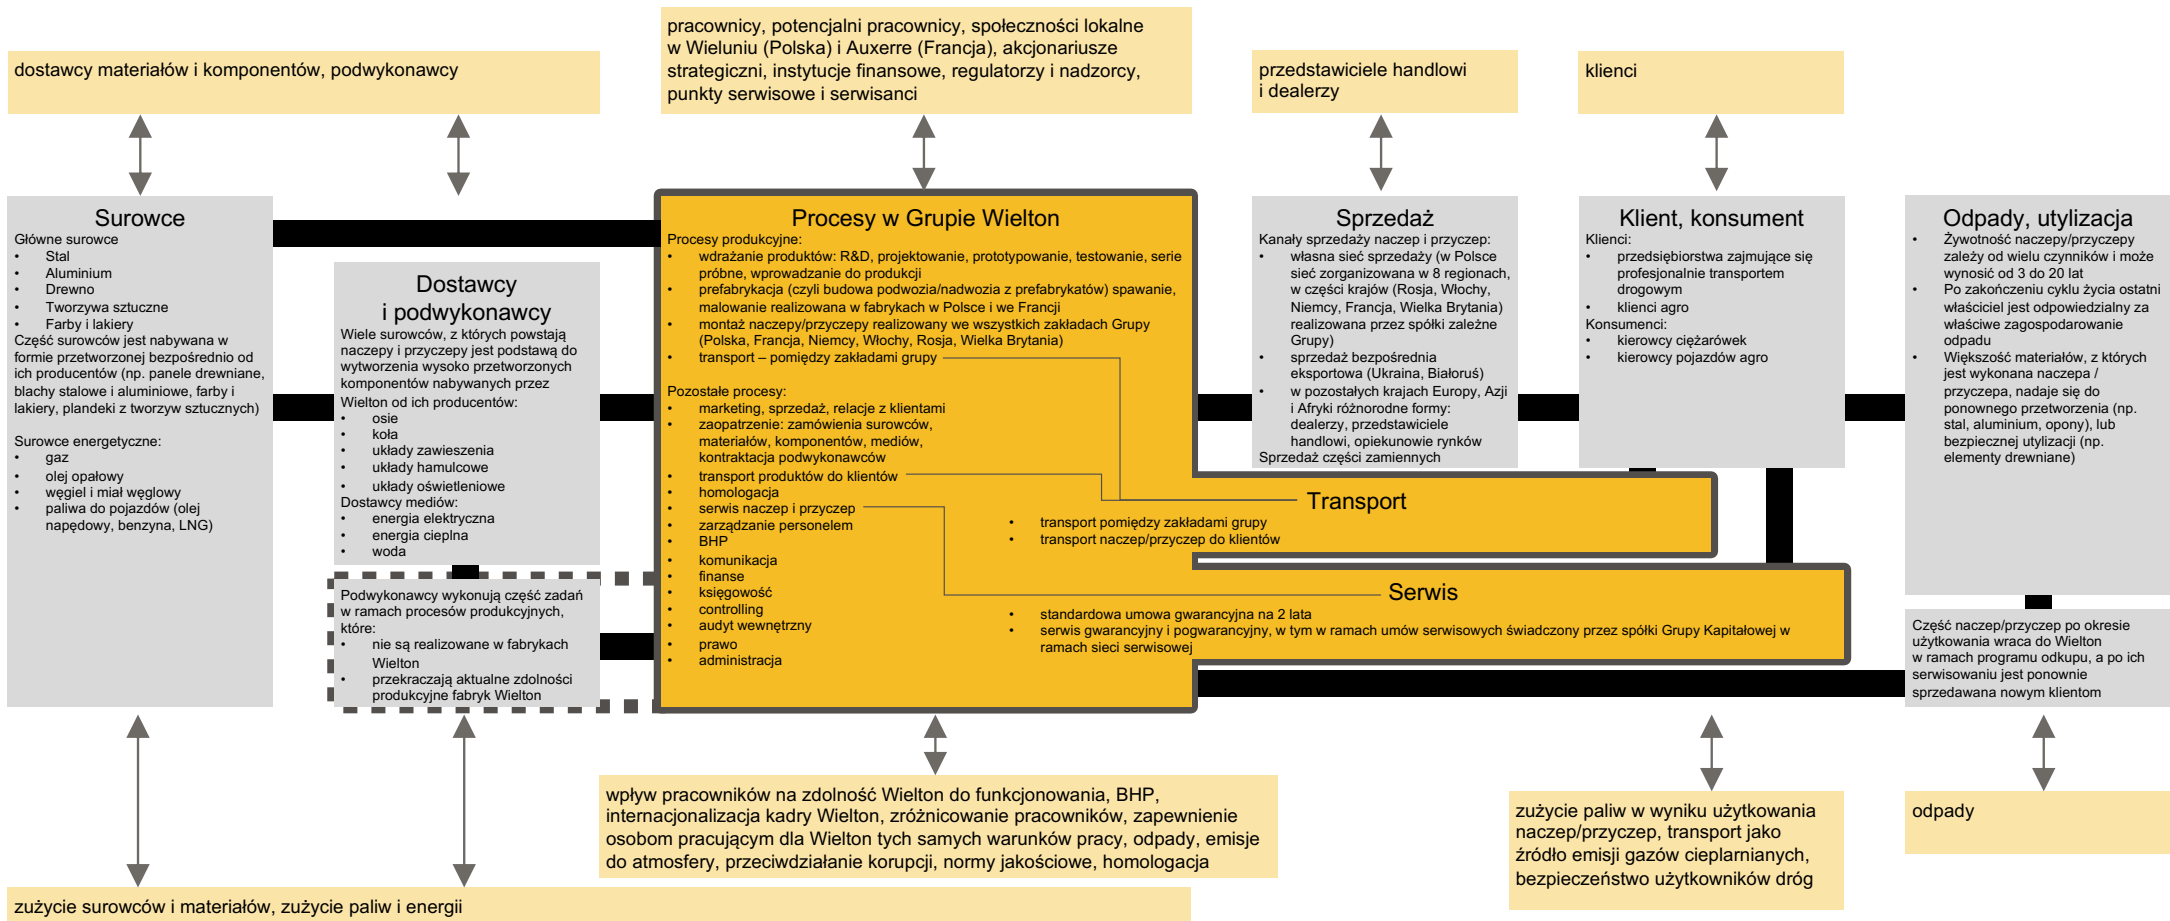 dostawcy materiałów i komponentów, podwykonawcy
pracownicy, potencjalni pracownicy, społeczności lokalne
w Wieluniu (Polska) i Auxerre (Francja), akcjonariusze
strategiczni, instytucje finansowe, regulatorzy i nadzorcy,
punkty serwisowe i serwisanci
przedstawiciele handlowi
i dealerzy
klienci
Surowce
Główne surowce
• Stal
• Aluminium
• Drewno
• Tworzywa sztuczne
• Farby i lakiery
Część surowców jest nabywana w
formie przetworzonej bezpośrednio od
ich producentów (np. panele drewniane,
blachy stalowe i aluminiowe, farby i
lakiery, plandeki z tworzyw sztucznych)
Surowce energetyczne:
• gaz
• olej opałowy
• węgiel i miał węglowy
• paliwa do pojazdów (olej
napędowy, benzyna, LNG)
Dostawcy
i podwykonawcy
Wiele surowców, z których powstają
naczepy i przyczepy jest podstawą do
wytworzenia wysoko przetworzonych
komponentów nabywanych przez
Wielton od ich producentów:
• osie
• koła
• układy zawieszenia
• układy hamulcowe
• układy oświetleniowe
Dostawcy mediów:
• energia elektryczna
• energia cieplna
• woda
Podwykonawcy wykonują część zadań
w ramach procesów produkcyjnych,
które:
• nie są realizowane w fabrykach
Wielton
• przekraczają aktualne zdolności
produkcyjne fabryk Wielton
Procesy w Grupie Wielton
Procesy produkcyjne:
• wdrażanie produktów: R&D, projektowanie, prototypowanie, testowanie, serie
próbne, wprowadzanie do produkcji
• prefabrykacja (czyli budowa podwozia/nadwozia z prefabrykatów) spawanie,
malowanie realizowana w fabrykach w Polsce i we Francji
• montaż naczepy/przyczepy realizowany we wszystkich zakładach Grupy
(Polska, Francja, Niemcy, Włochy, Rosja, Wielka Brytania)
• transport – pomiędzy zakładami grupy
Pozostałe procesy:
• marketing, sprzedaż, relacje z klientami
• zaopatrzenie: zamówienia surowców,
materiałów, komponentów, mediów,
kontraktacja podwykonawców
• transport produktów do klientów
• homologacja
• serwis naczep i przyczep
• zarządzanie personelem
• BHP
• komunikacja
• finanse
• księgowość
• controlling
• audyt wewnętrzny
• prawo
• administracja
Transport
• transport pomiędzy zakładami grupy
• transport naczep/przyczep do klientów
Serwis
• standardowa umowa gwarancyjna na 2 lata
• serwis gwarancyjny i pogwarancyjny, w tym w ramach umów serwisowych świadczony przez spółki Grupy Kapitałowej w
ramach sieci serwisowej
Sprzedaż
Kanały sprzedaży naczep i przyczep:
• własna sieć sprzedaży (w Polsce
sieć zorganizowana w 8 regionach,
w części krajów (Rosja, Włochy,
Niemcy, Francja, Wielka Brytania)
realizowana przez spółki zależne
Grupy)
• sprzedaż bezpośrednia
eksportowa (Ukraina, Białoruś)
• w pozostałych krajach Europy, Azji
i Afryki różnorodne formy:
dealerzy, przedstawiciele
handlowi, opiekunowie rynków
Sprzedaż części zamiennych
Klient, konsument
Klienci:
• przedsiębiorstwa zajmujące się
profesjonalnie transportem
drogowym
• klienci agro
Konsumenci:
• kierowcy ciężarówek
• kierowcy pojazdów agro
Odpady, utylizacja
• Żywotność naczepy/przyczepy
zależy od wielu czynników i może
wynosić od 3 do 20 lat
• Po zakończeniu cyklu życia ostatni
właściciel jest odpowiedzialny za
właściwe zagospodarowanie
odpadu
• Większość materiałów, z których
jest wykonana naczepa /
przyczepa, nadaje się do
ponownego przetworzenia (np.
stal, aluminium, opony), lub
bezpiecznej utylizacji (np.
elementy drewniane)
Część naczep/przyczep po okresie
użytkowania wraca do Wielton
w ramach programu odkupu, a po ich
serwisowaniu jest ponownie
sprzedawana nowym klientom
wpływ pracowników na zdolność Wielton do funkcjonowania, BHP,
internacjonalizacja kadry Wielton, zróżnicowanie pracowników, zapewnienie
osobom pracującym dla Wielton tych samych warunków pracy, odpady, emisje
do atmosfery, przeciwdziałanie korupcji, normy jakościowe, homologacja
zużycie paliw w wyniku użytkowania
naczep/przyczep, transport jako
źródło emisji gazów cieplarnianych,
bezpieczeństwo użytkowników dróg
odpady
zużycie surowców i materiałów, zużycie paliw i energii